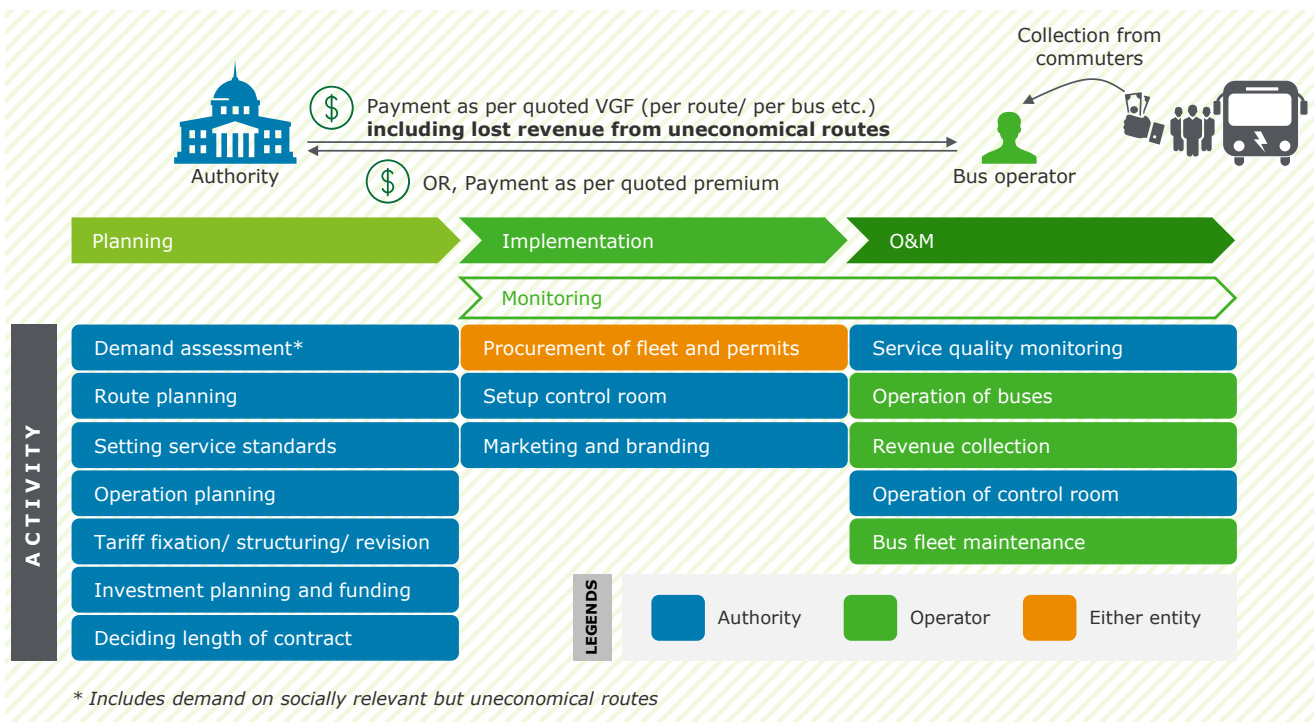 Collection from
commuters
$
Payment as per quoted VGF (per route/ per bus etc.)
including lost revenue from uneconomical routes
Authority
Bus operator
$
OR, Payment as per quoted premium
Planning
Implementation
O&M
Monitoring
ACTIVITY
Demand assessment*
Procurement of fleet and permits
Service quality monitoring
Route planning
Setup control room
Operation of buses
Setting service standards
Marketing and branding
Revenue collection
Operation planning
Operation of control room
Tariff fixation/ structuring/ revision
Bus fleet maintenance
Investment planning and funding
Deciding length of contract
LEGENDS
Authority
Operator
Either entity
* Includes demand on socially relevant but uneconomical routes